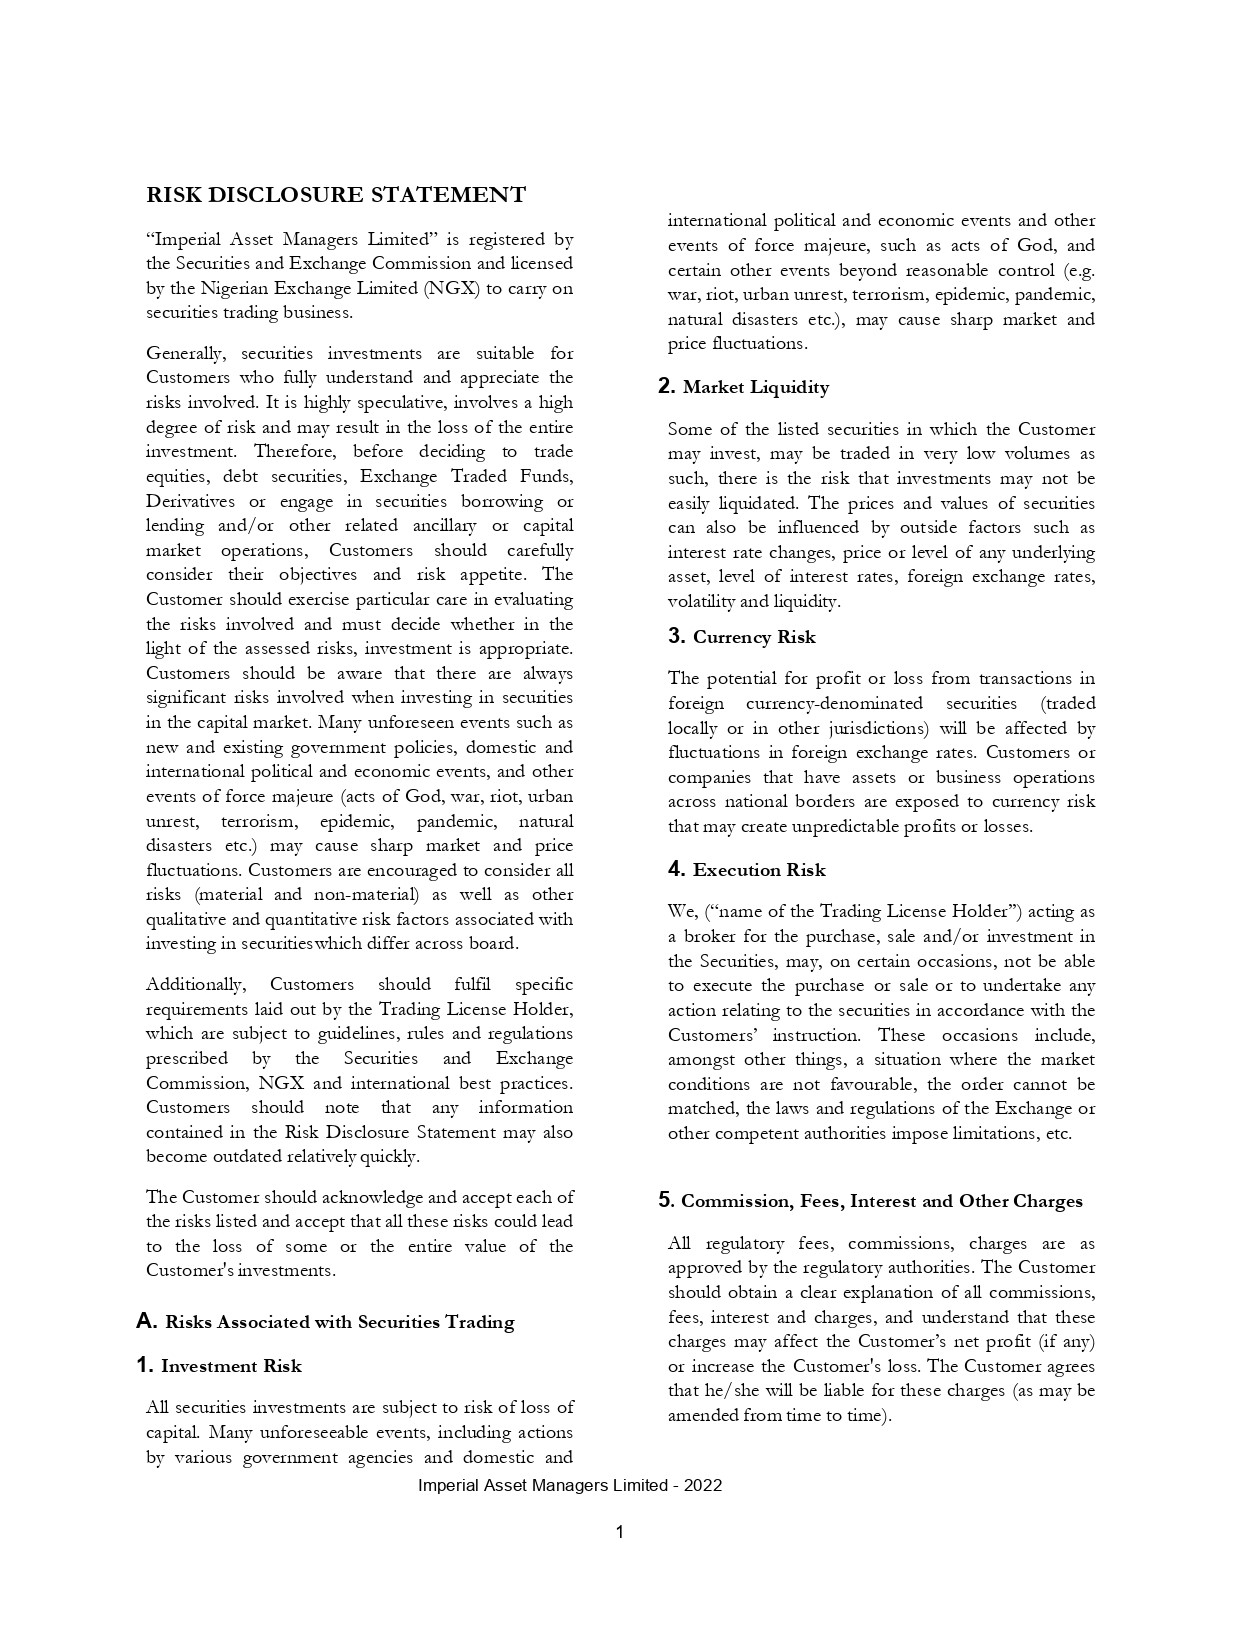 RISK DISCLOSURE STATEMENT
“Imperial Asset Managers Limited” is registered by
the Securities and Exchange Commission and licensed
by the Nigerian Exchange Limited (NGX) to carry on
securities trading business.
Generally, securities investments are suitable for
Customers who fully understand and appreciate the
risks involved. It is highly speculative, involves a high
degree of risk and may result in the loss of the entire
investment. Therefore, before deciding to trade
equities, debt securities, Exchange Traded Funds,
Derivatives or engage in securities borrowing or
lending and/or other related ancillary or capital
market operations, Customers should carefully
consider their objectives and risk appetite. The
Customer should exercise particular care in evaluating
the risks involved and must decide whether in the
light of the assessed risks, investment is appropriate.
Customers should be aware that there are always
significant risks involved when investing in securities
in the capital market. Many unforeseen events such as
new and existing government policies, domestic and
international political and economic events, and other
events of force majeure (acts of God, war, riot, urban
unrest, terrorism, epidemic, pandemic, natural
disasters etc.) may cause sharp market and price
fluctuations. Customers are encouraged to consider all
risks (material and non-material) as well as other
qualitative and quantitative risk factors associated with
investing in securities which differ across board.
Additionally, Customers should fulfil specific
requirements laid out by the Trading License Holder,
which are subject to guidelines, rules and regulations
prescribed by the Securities and Exchange
Commission, NGX and international best practices.
Customers should note that any information
contained in the Risk Disclosure Statement may also
become outdated relatively quickly.
The Customer should acknowledge and accept each of
the risks listed and accept that all these risks could lead
to the loss of some or the entire value of the
Customer's investments.
A. Risks Associated with Securities Trading
1. Investment Risk
All securities investments are subject to risk of loss of
capital. Many unforeseeable events, including actions
by various government agencies and domestic and
international political and economic events and other
events of force majeure, such as acts of God, and
certain other events beyond reasonable control (e.g.
war, riot, urban unrest, terrorism, epidemic, pandemic,
natural disasters etc.), may cause sharp market and
price fluctuations.
2. Market Liquidity
Some of the listed securities in which the Customer
may invest, may be traded in very low volumes as
such, there is the risk that investments may not be
easily liquidated. The prices and values of securities
can also be influenced by outside factors such as
interest rate changes, price or level of any underlying
asset, level of interest rates, foreign exchange rates,
volatility and liquidity.
3. Currency Risk
The potential for profit or loss from transactions in
foreign currency-denominated securities (traded
locally or in other jurisdictions) will be affected by
fluctuations in foreign exchange rates. Customers or
companies that have assets or business operations
across national borders are exposed to currency risk
that may create unpredictable profits or losses.
4. Execution Risk
We, (“name of the Trading License Holder”) acting as
a broker for the purchase, sale and/or investment in
the Securities, may, on certain occasions, not be able
to execute the purchase or sale or to undertake any
action relating to the securities in accordance with the
Customers’ instruction. These occasions include,
amongst other things, a situation where the market
conditions are not favourable, the order cannot be
matched, the laws and regulations of the Exchange or
other competent authorities impose limitations, etc.
5. Commission, Fees, Interest and Other Charges
All regulatory fees, commissions, charges are as
approved by the regulatory authorities. The Customer
should obtain a clear explanation of all commissions,
fees, interest and charges, and understand that these
charges may affect the Customer’s net profit (if any)
or increase the Customer's loss. The Customer agrees
that he/she will be liable for these charges (as may be
amended from time to time).
Imperial Asset Managers Limited - 2022
1